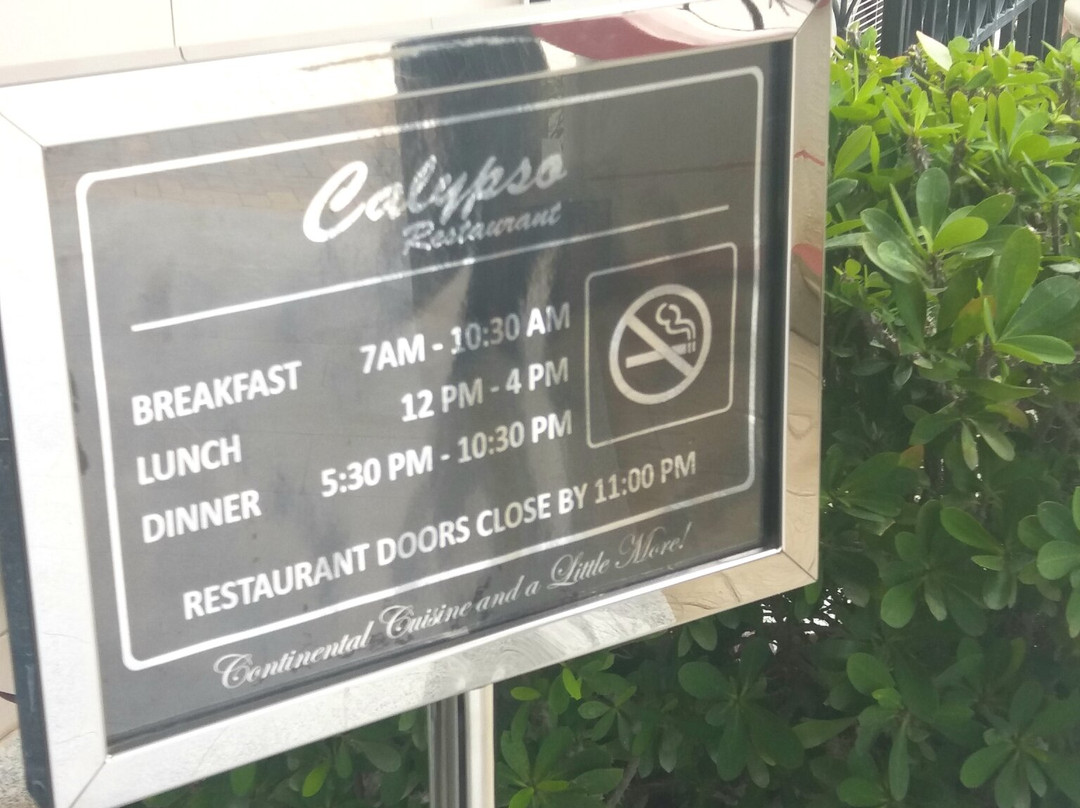 Calypso
Restaurant
BREAKFAST 7AM - 10:30 AM
LUNCH 12 PM - 4 PM
DINNER 5:30 PM - 10:30 PM
RESTAURANT DOORS CLOSE BY 11:00 PM
Continental Cuisine and a Little More!